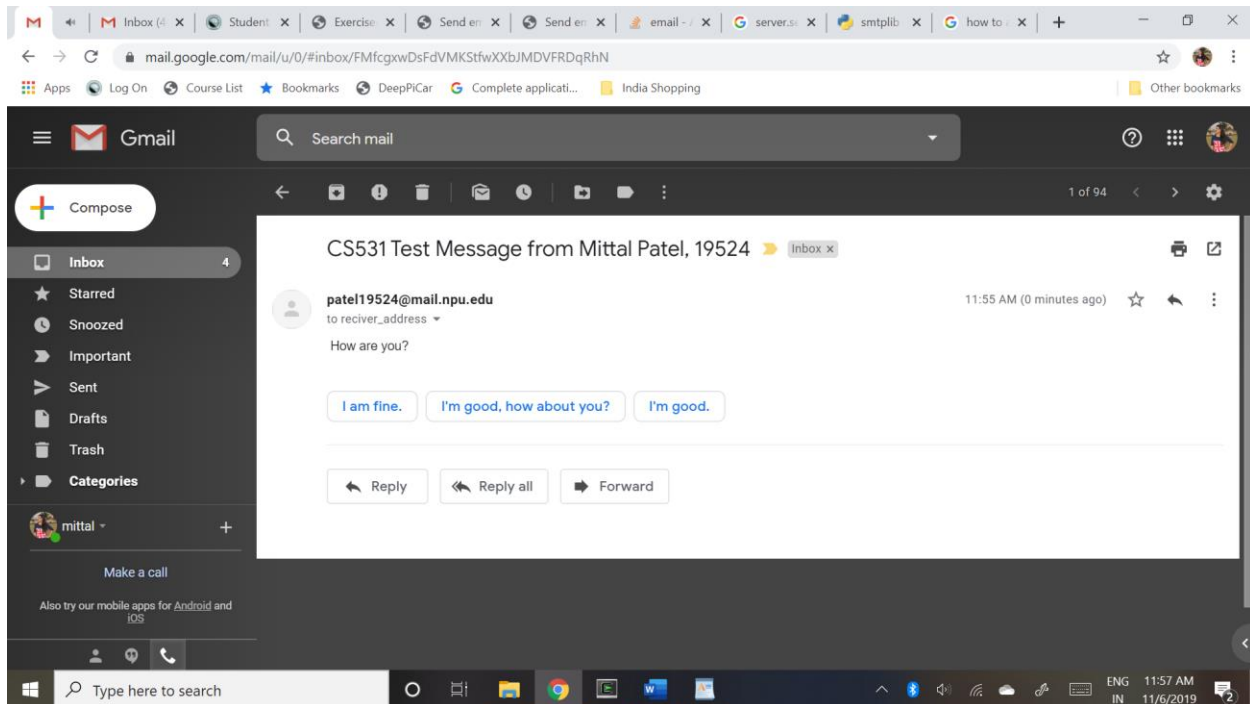 Inbox (4
Stude
Exercise
Send en
Send en
email - /
server.se
smtplib
how to
mail.google.com/mail/u/0/#inbox/FMfcgxwDsFdVMKStfwXXbJMDVFRDqRhN
Apps Log On Course List Bookmarks DeepPiCar Complete applicati... India Shopping Other bookmarks
Gmail
Search mail
Compose
1 of 94
Inbox 4
Starred
Snoozed
Important
Sent
Drafts
Trash
Categories
mittal
Make a call
Also try our mobile apps for Android and
iOS
CS531 Test Message from Mittal Patel, 19524 Inbox x
patel19524@mail.npu.edu 11:55 AM (0 minutes ago)
to reciver_address
How are you?
I am fine. I'm good, how about you? I'm good.
Reply Reply all Forward
Type here to search
ENG 11:57 AM
IN 11/6/2019
2